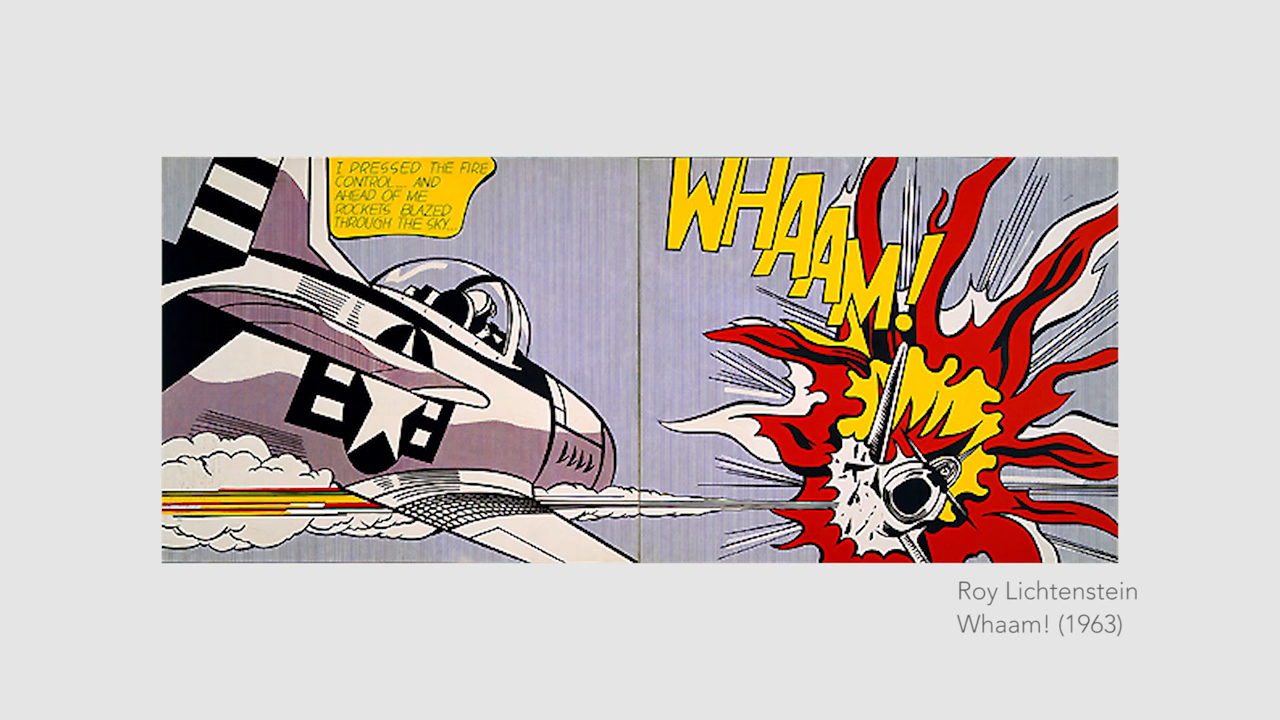 I PRESSED THE FIRE
CONTROL... AND
AHEAD OF ME
ROCKETS BLAZED
THROUGH THE SKY...
WHAAM!
Roy Lichtenstein
Whaam! (1963)